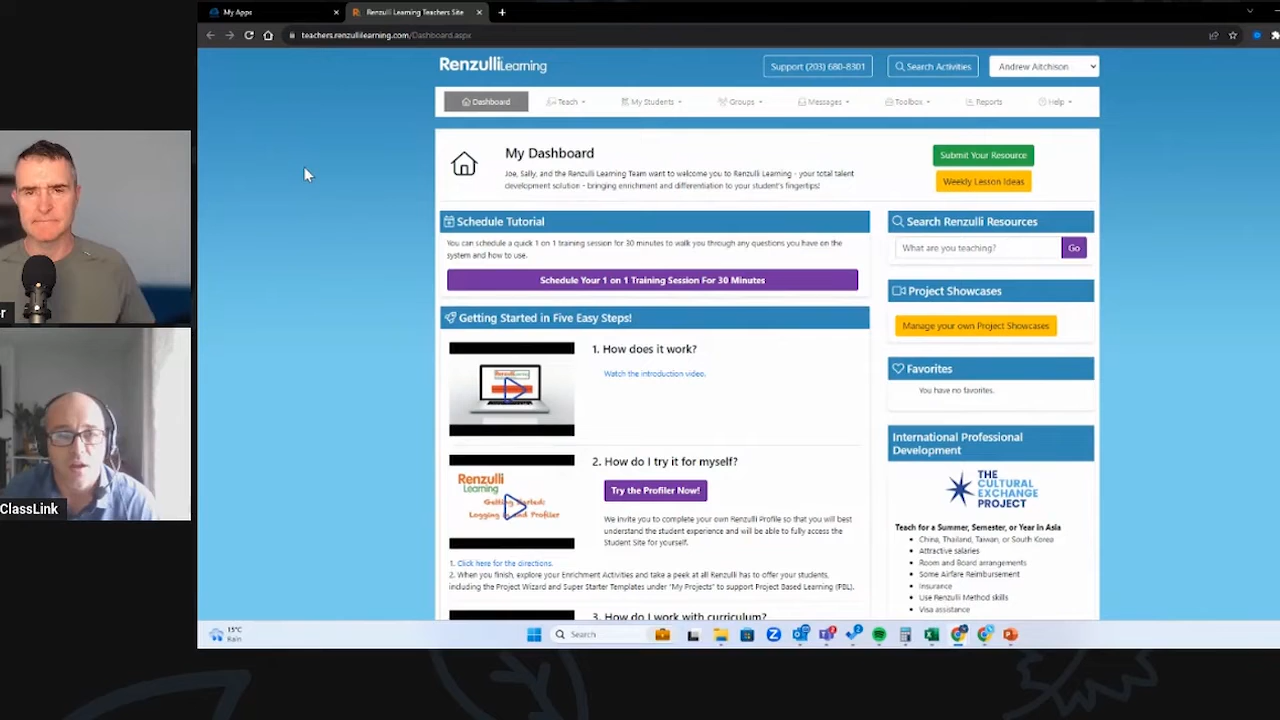 My Apps
Renzulli Learning Teachers Site
teachers.renzullilearning.com/Dashboard.aspx
RenzulliLearning
Support (203) 680-8301
Search Activities
Andrew Aitchison
Dashboard
Teach
My Students
Groups
Messages
Toolbox
Reports
Help
My Dashboard
Joe, Sally, and the Renzulli Learning Team want to welcome you to Renzulli Learning - your total talent
development solution - bringing enrichment and differentiation to your student's fingertips!
Submit Your Resource
Weekly Lesson Ideas
Schedule Tutorial
You can schedule a quick 1 on 1 training session for 30 minutes to walk you through any questions you have on the
system and how to use.
Schedule Your 1 on 1 Training Session For 30 Minutes
Getting Started in Five Easy Steps!
1. How does it work?
Watch the introduction video.
2. How do I try it for myself?
Renzulli
Learning
Getting Started:
Logging in and Profiler
Try the Profiler Now!
We invite you to complete your own Renzulli Profile so that you will best
understand the student experience and will be able to fully access the
Student Site for yourself.
1. Click here for the directions.
2. When you finish, explore your Enrichment Activities and take a peek at all Renzulli has to offer your students,
including the Project Wizard and Super Starter Templates under "My Projects" to support Project Based Learning (PBL).
3. How do I work with curriculum?
Search Renzulli Resources
What are you teaching?
Go
Project Showcases
Manage your own Project Showcases
Favorites
You have no favorites.
International Professional
Development
THE
CULTURAL
EXCHANGE
PROJECT
Teach for a Summer, Semester, or Year in Asia
China, Thailand, Taiwan, or South Korea
Attractive salaries
Room and Board arrangements
Some Airfare Reimbursement
Insurance
Use Renzulli Method skills
Visa assistance
r
ClassLink
15°C
Rain
Search